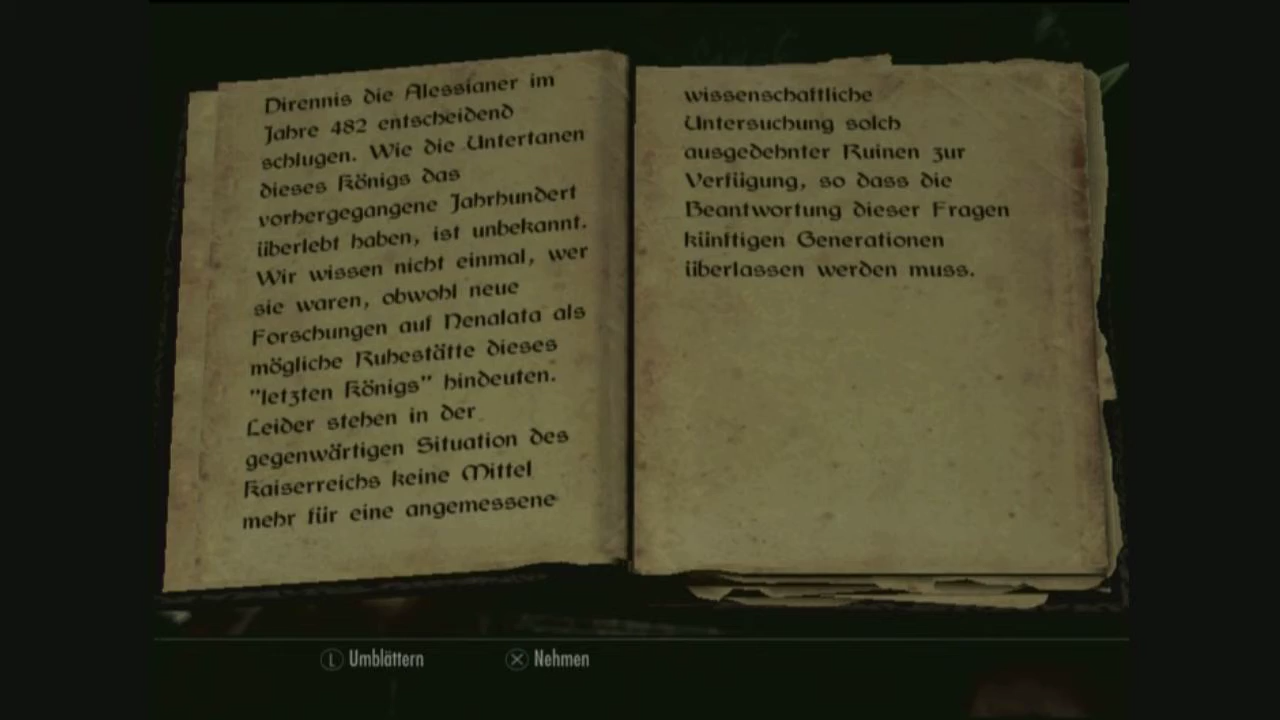 Dirennis die Alessianer im
Jahre 482 entscheidend
schlugen. Wie die Untertanen
dieses Königs das
vorhergegangene Jahrhundert
überlebt haben, ist unbekannt.
Wir wissen nicht einmal, wer
sie waren, obwohl neue
Forschungen auf Nenalata als
mögliche Ruhestätte dieses
"letzten Königs" hindeuten.
Leider stehen in der
gegenwärtigen Situation des
Kaiserreichs keine Mittel
mehr für eine angemessene
wissenschaftliche
Untersuchung solch
ausgedehnter Ruinen zur
Verfügung, so dass die
Beantwortung dieser Fragen
künftigen Generationen
überlassen werden muss.
L Umblättern X Nehmen